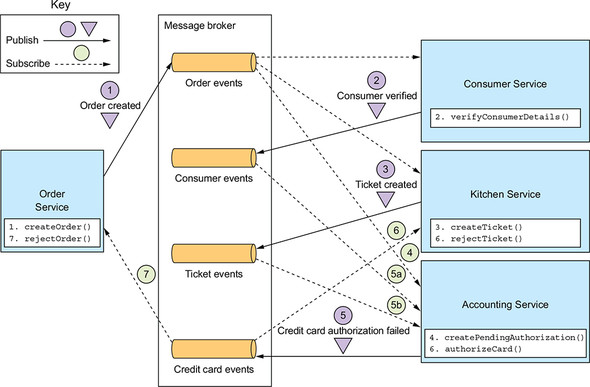 Key
Publish
Subscribe
Message broker
Order events
Consumer events
Ticket events
Credit card events
1
Order created
Order
Service
1. createOrder()
7. rejectOrder()
7
2
Consumer verified
3
Ticket created
6
4
5a
5b
5
Credit card authorization failed
Consumer Service
2. verifyConsumerDetails()
Kitchen Service
3. createTicket()
6. rejectTicket()
Accounting Service
4. createPendingAuthorization()
6. authorizeCard()